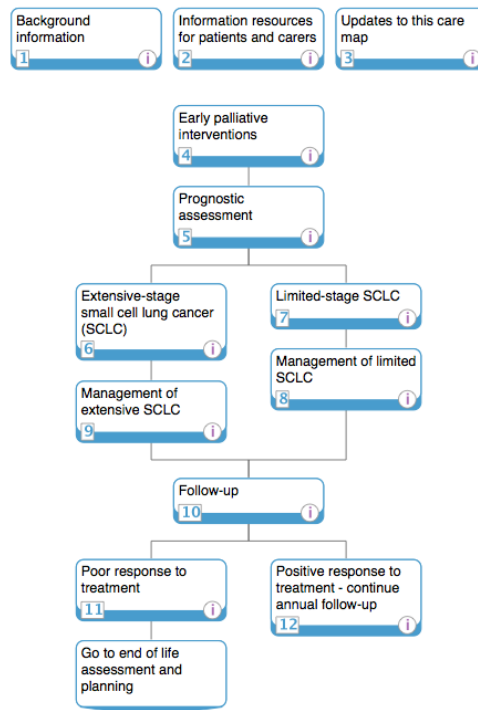 Background
information
1
i
Information resources
for patients and carers
2
i
Updates to this care
map
3
i
Early palliative
interventions
4
i
Prognostic
assessment
5
i
Extensive-stage
small cell lung cancer
(SCLC)
6
i
Limited-stage SCLC
7
i
Management of limited
SCLC
8
i
Management of
extensive SCLC
9
i
Follow-up
10
i
Poor response to
treatment
11
i
Positive response to
treatment - continue
annual follow-up
12
i
Go to end of life
assessment and
planning